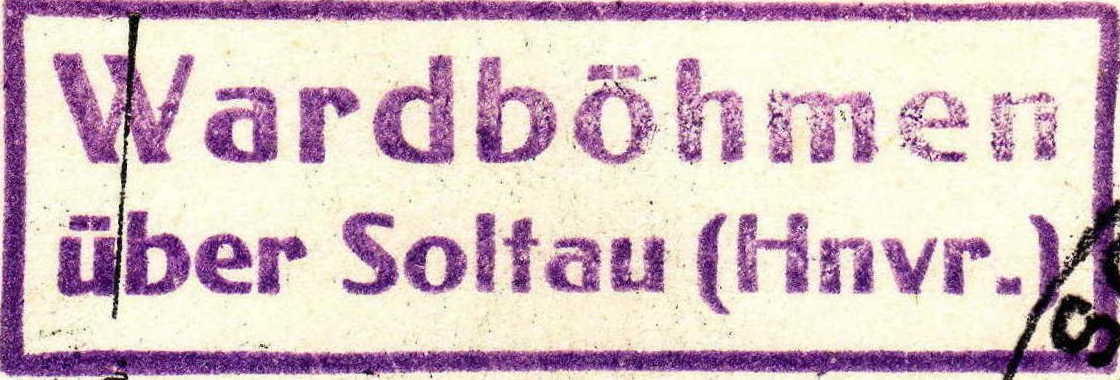 Wardböhmen
über Soltau (Hnvr.)